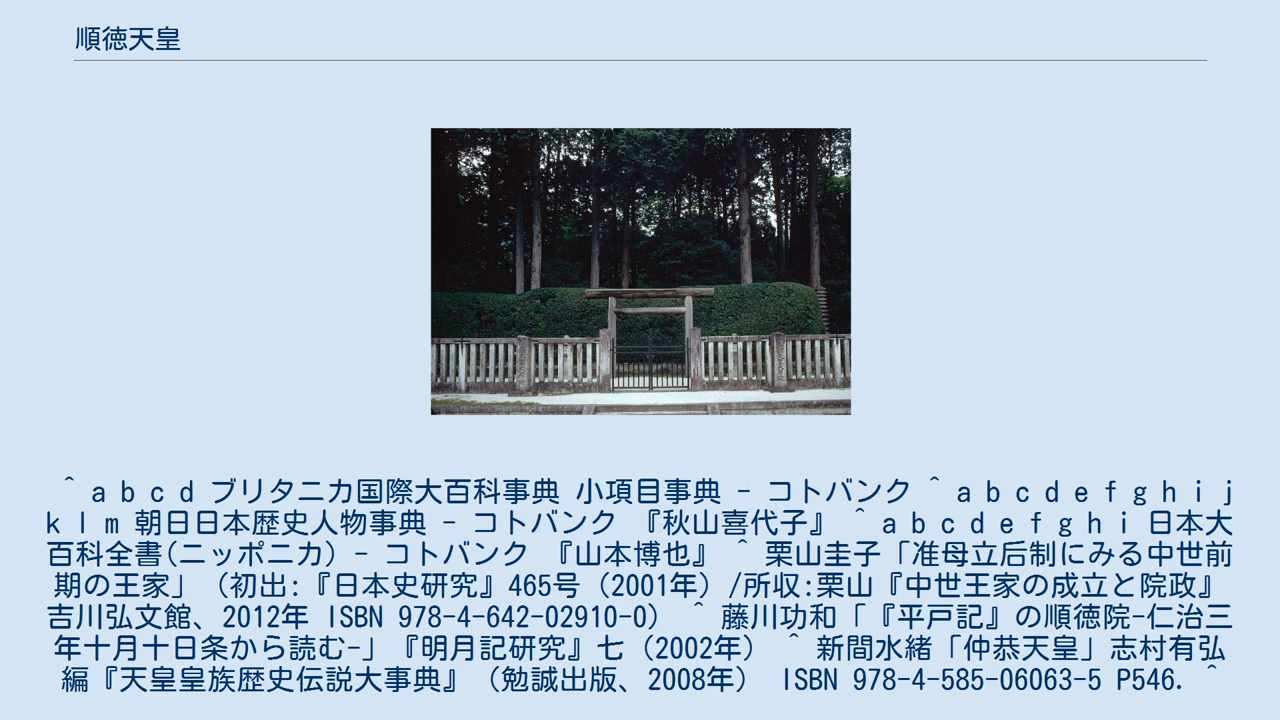 順徳天皇
^ a b c d ブリタニカ国際大百科事典 小項目事典 - コトバンク ^ a b c d e f g h i j
k l m 朝日日本歴史人物事典 - コトバンク 『秋山喜代子』 ^ a b c d e f g h i 日本大
百科全書(ニッポニカ) - コトバンク 『山本博也』 ^ 栗山圭子「准母立后制にみる中世前
期の王家」（初出:『日本史研究』465号（2001年）/所収:栗山『中世王家の成立と院政』
吉川弘文館、2012年 ISBN 978-4-642-02910-0） ^ 藤川功和「『平戸記』の順徳院-仁治三
年十月十日条から読む-」『明月記研究』七（2002年） ^ 新間水緒「仲恭天皇」志村有弘
編『天皇皇族歴史伝説大事典』（勉誠出版、2008年） ISBN 978-4-585-06063-5 P546. ^